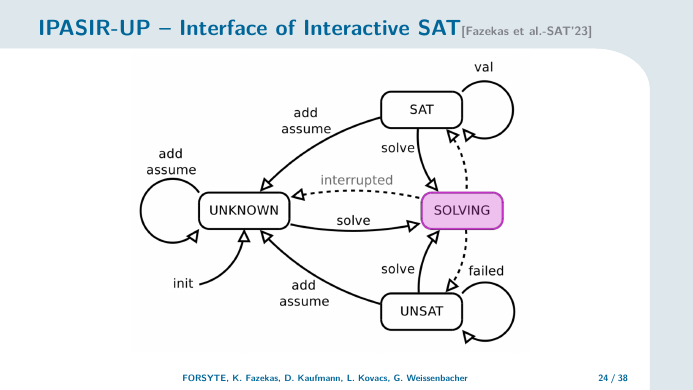 IPASIR-UP – Interface of Interactive SAT[Fazekas et al.-SAT'23]
val
SAT
add
assume
solve
add
assume
interrupted
UNKNOWN
SOLVING
solve
init
add
assume
solve
failed
UNSAT
FORSYTE, K. Fazekas, D. Kaufmann, L. Kovacs, G. Weissenbacher
24 / 38